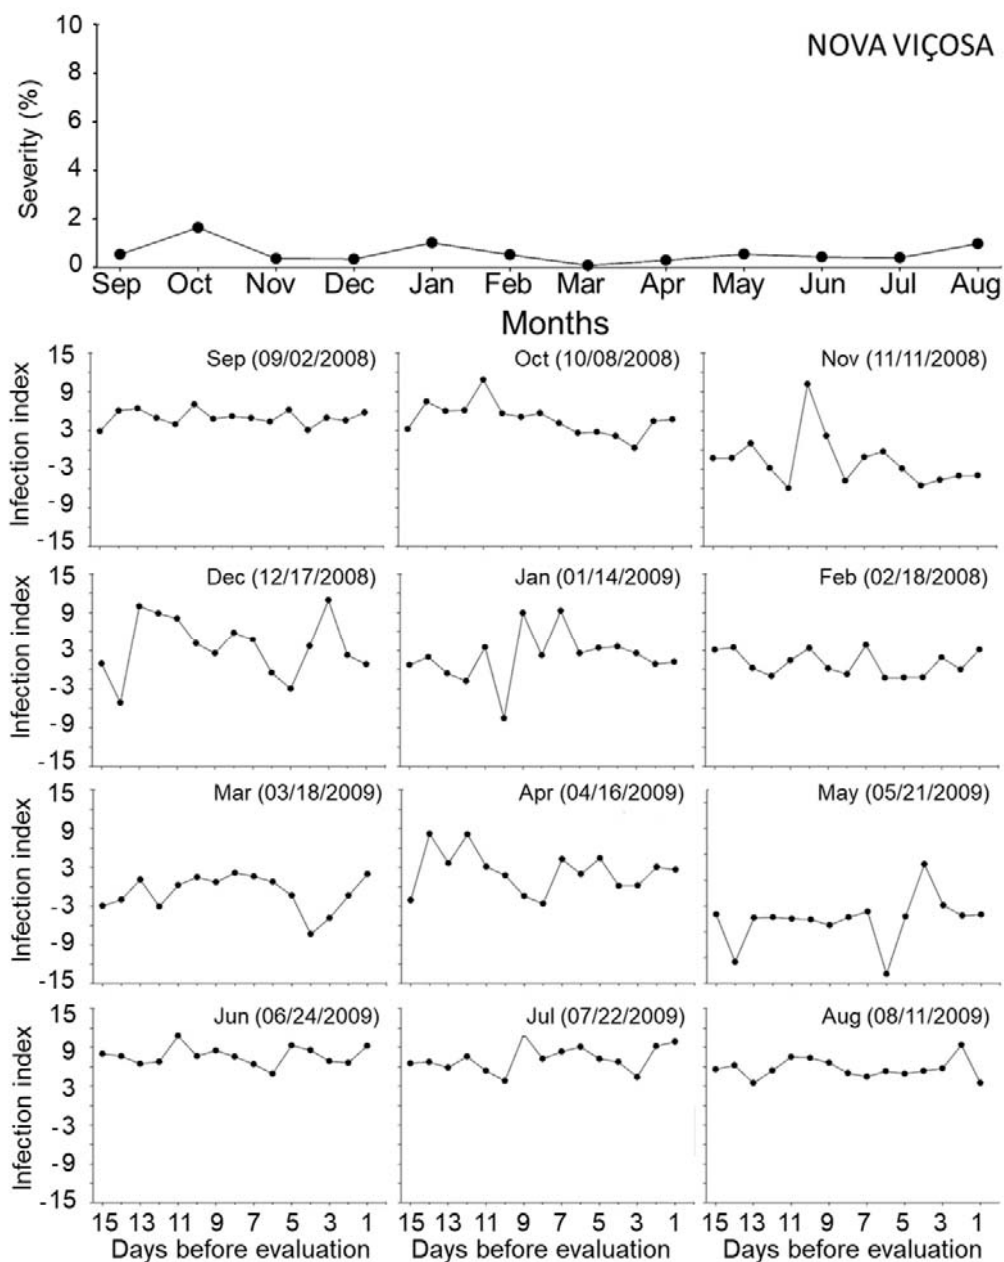 NOVA VIÇOSA
Severity (%)
10
8
6
4
2
0
Sep Oct Nov Dec Jan Feb Mar Apr May Jun Jul Aug
Months
Infection index
15
9
3
-3
-9
-15
Sep (09/02/2008)
Oct (10/08/2008)
Nov (11/11/2008)
Infection index
15
9
3
-3
-9
-15
Dec (12/17/2008)
Jan (01/14/2009)
Feb (02/18/2008)
Infection index
15
9
3
-3
-9
-15
Mar (03/18/2009)
Apr (04/16/2009)
May (05/21/2009)
Infection index
15
9
3
-3
-9
-15
Jun (06/24/2009)
Jul (07/22/2009)
Aug (08/11/2009)
15 13 11 9 7 5 3 1
15 13 11 9 7 5 3 1
15 13 11 9 7 5 3 1
Days before evaluation
Days before evaluation
Days before evaluation